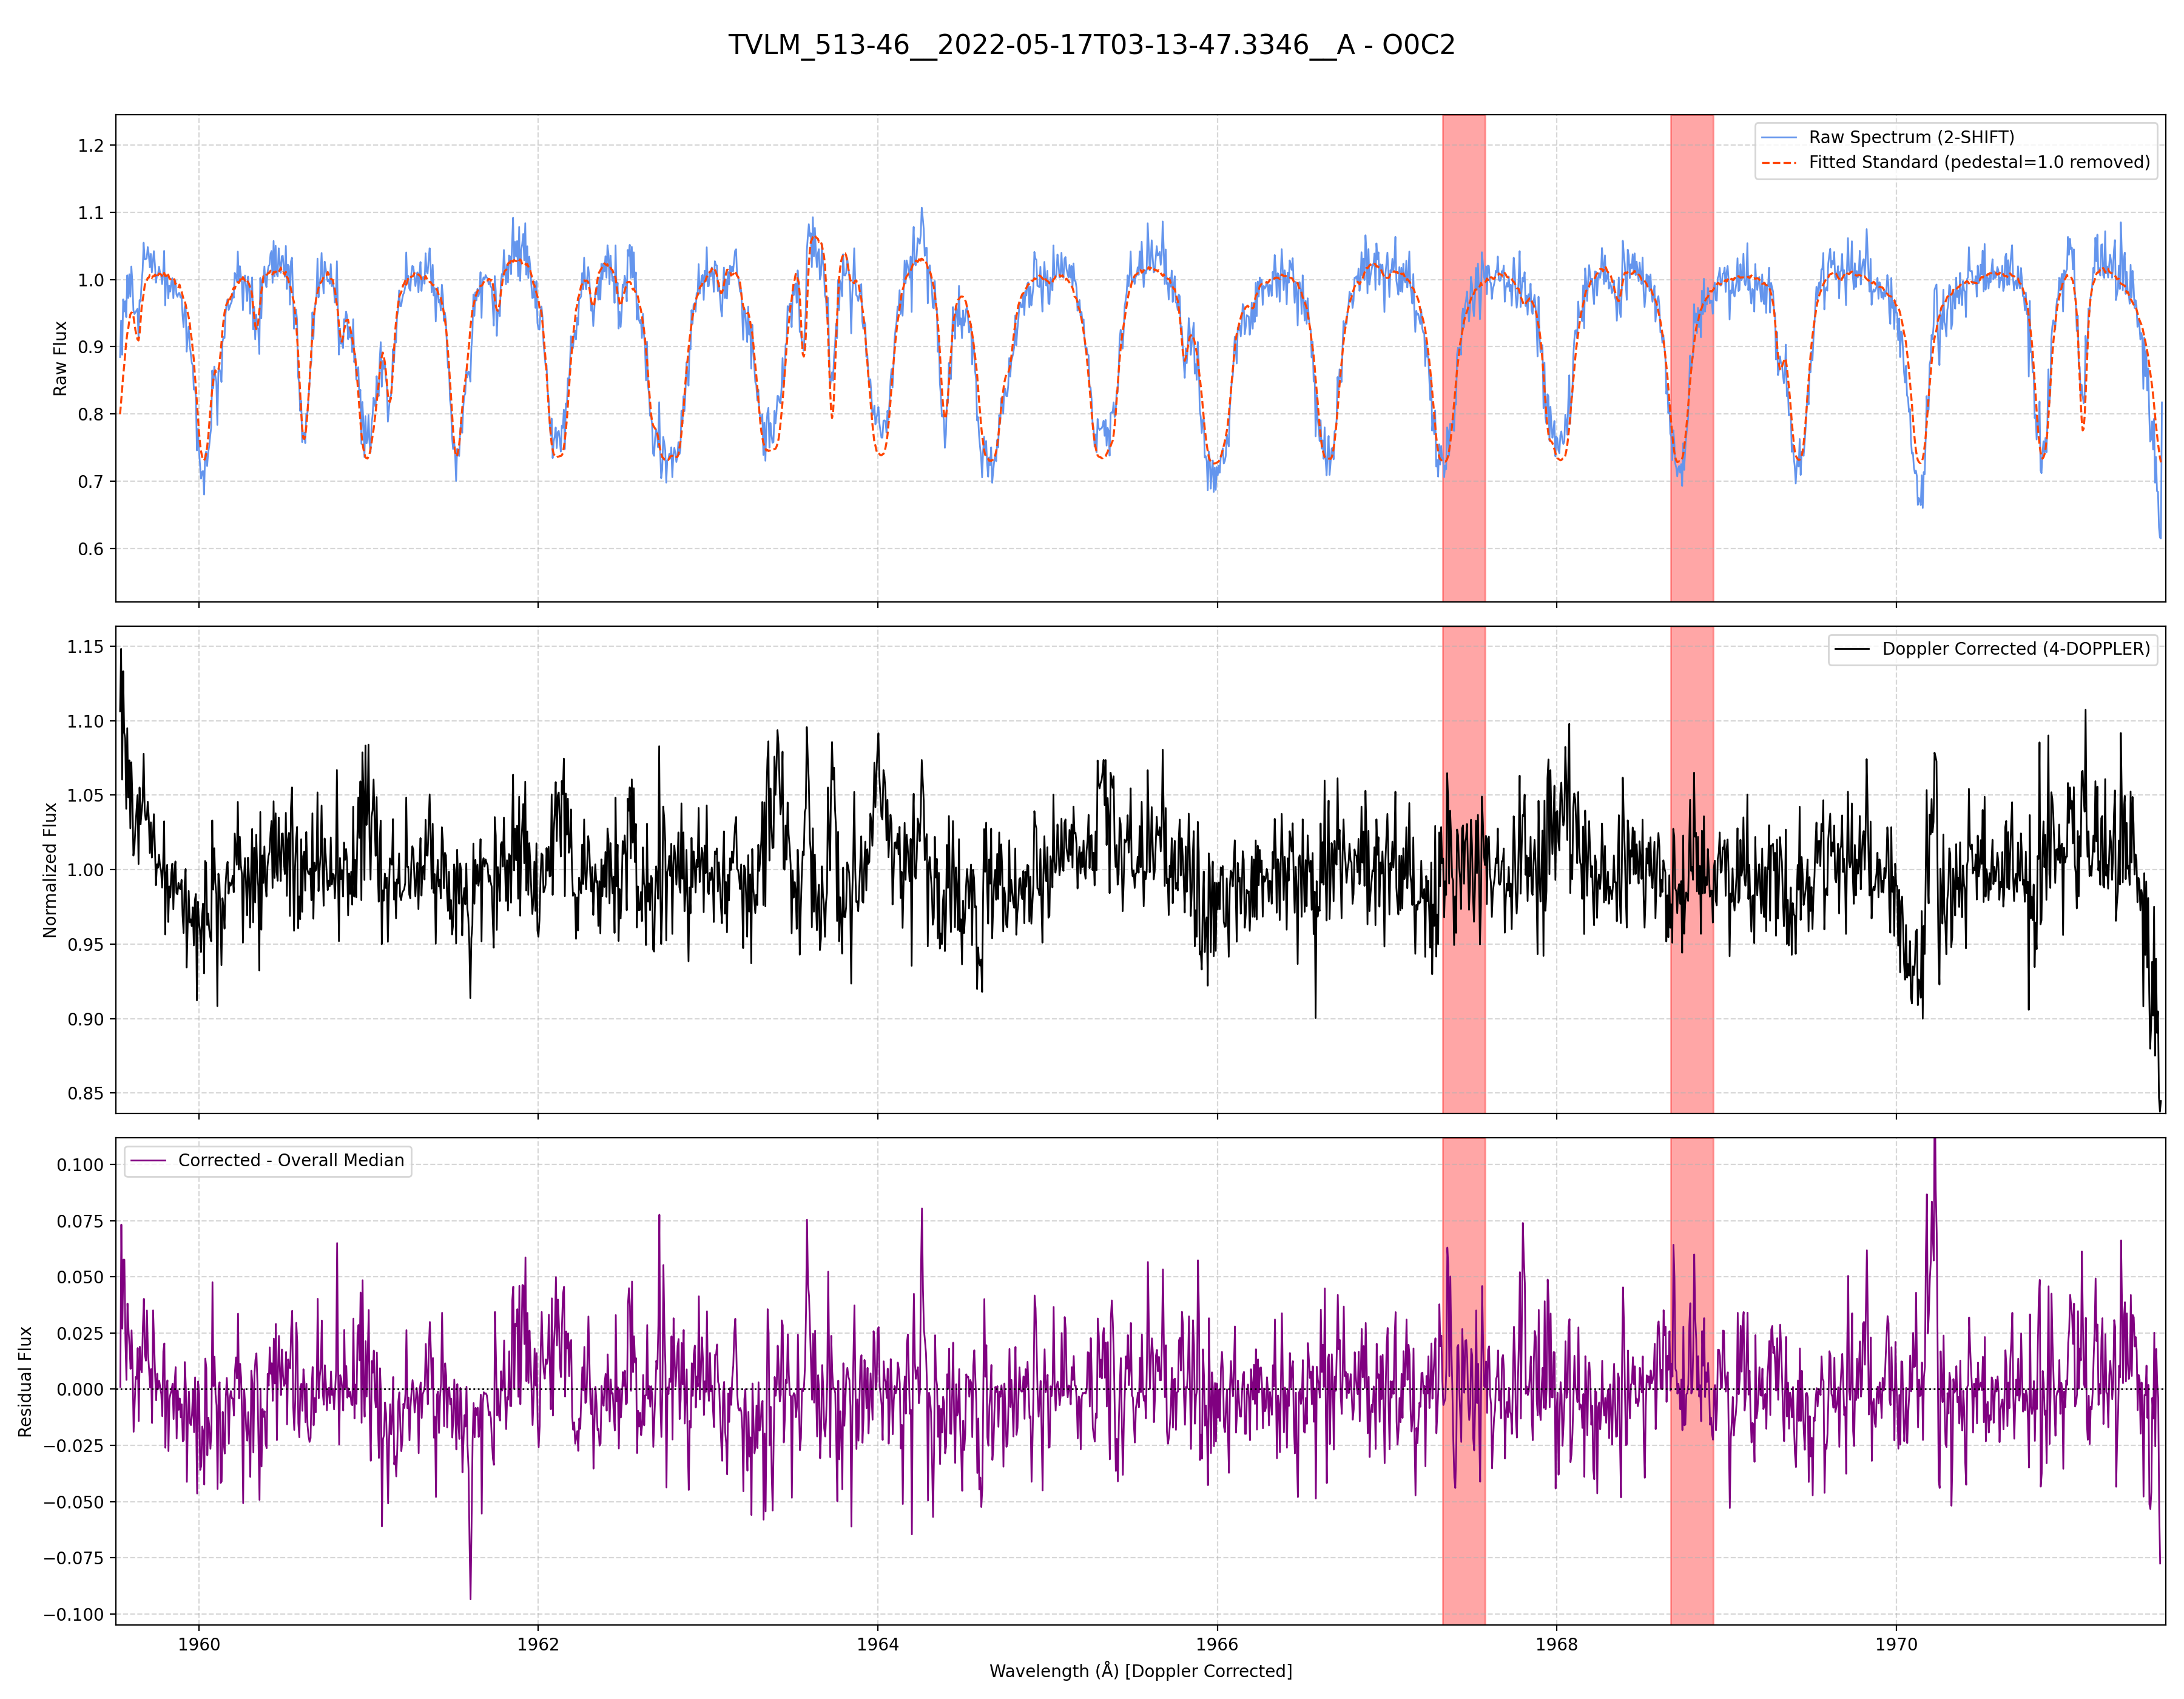 TVLM_513-46__2022-05-17T03-13-47.3346__A - O0C2
1.2
1.1
1.0
0.9
0.8
0.7
0.6
Raw Flux
Raw Spectrum (2-SHIFT)
Fitted Standard (pedestal=1.0 removed)
1.15
1.10
1.05
1.00
0.95
0.90
0.85
Normalized Flux
Doppler Corrected (4-DOPPLER)
0.100
0.075
0.050
0.025
0.000
−0.025
−0.050
−0.075
−0.100
Residual Flux
Corrected - Overall Median
1960 1962 1964 1966 1968 1970
Wavelength (Å) [Doppler Corrected]